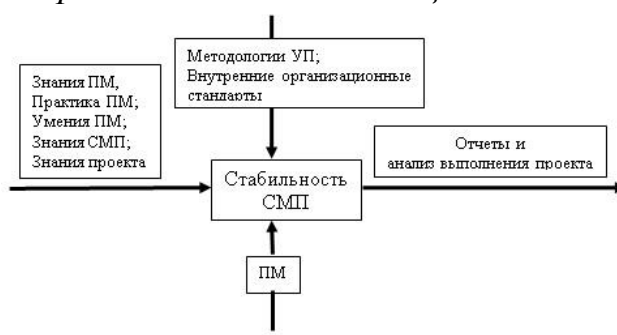 Методологии УП;
Внутренние организационные
стандарты
Знания ПМ,
Практика ПМ;
Умения ПМ;
Знания СМП;
Знания проекта
Отчеты и
анализ выполнения проекта
Стабильность
СМП
ПМ